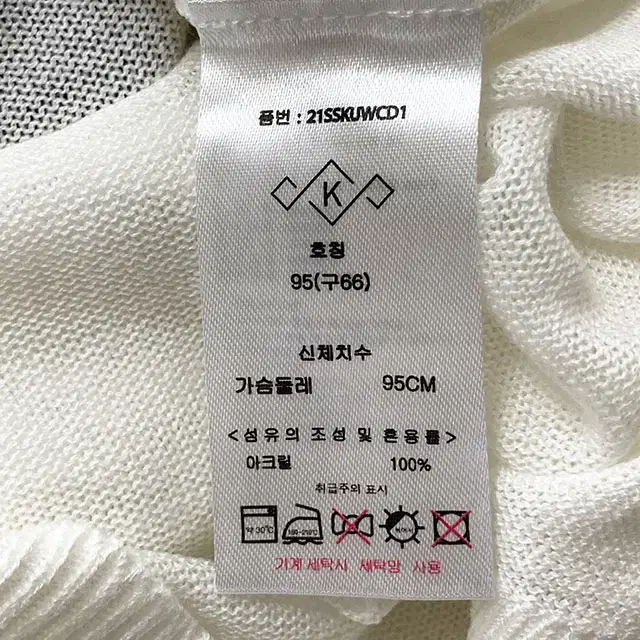 품번 : 21SSKUWCD1
K
호칭
95(구66)
신체치수
가슴둘레 95CM
<섬유의 조성 및 혼용률>
아크릴 100%
취급주의 표시
약 30℃
기계 세탁시 세탁망 사용